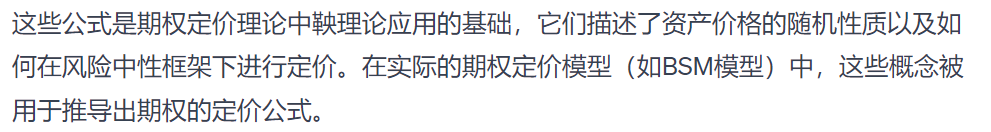 这些公式是期权定价理论中鞅理论应用的基础，它们描述了资产价格的随机性质以及如
何在风险中性框架下进行定价。在实际的期权定价模型（如BSM模型）中，这些概念被
用于推导出期权的定价公式。